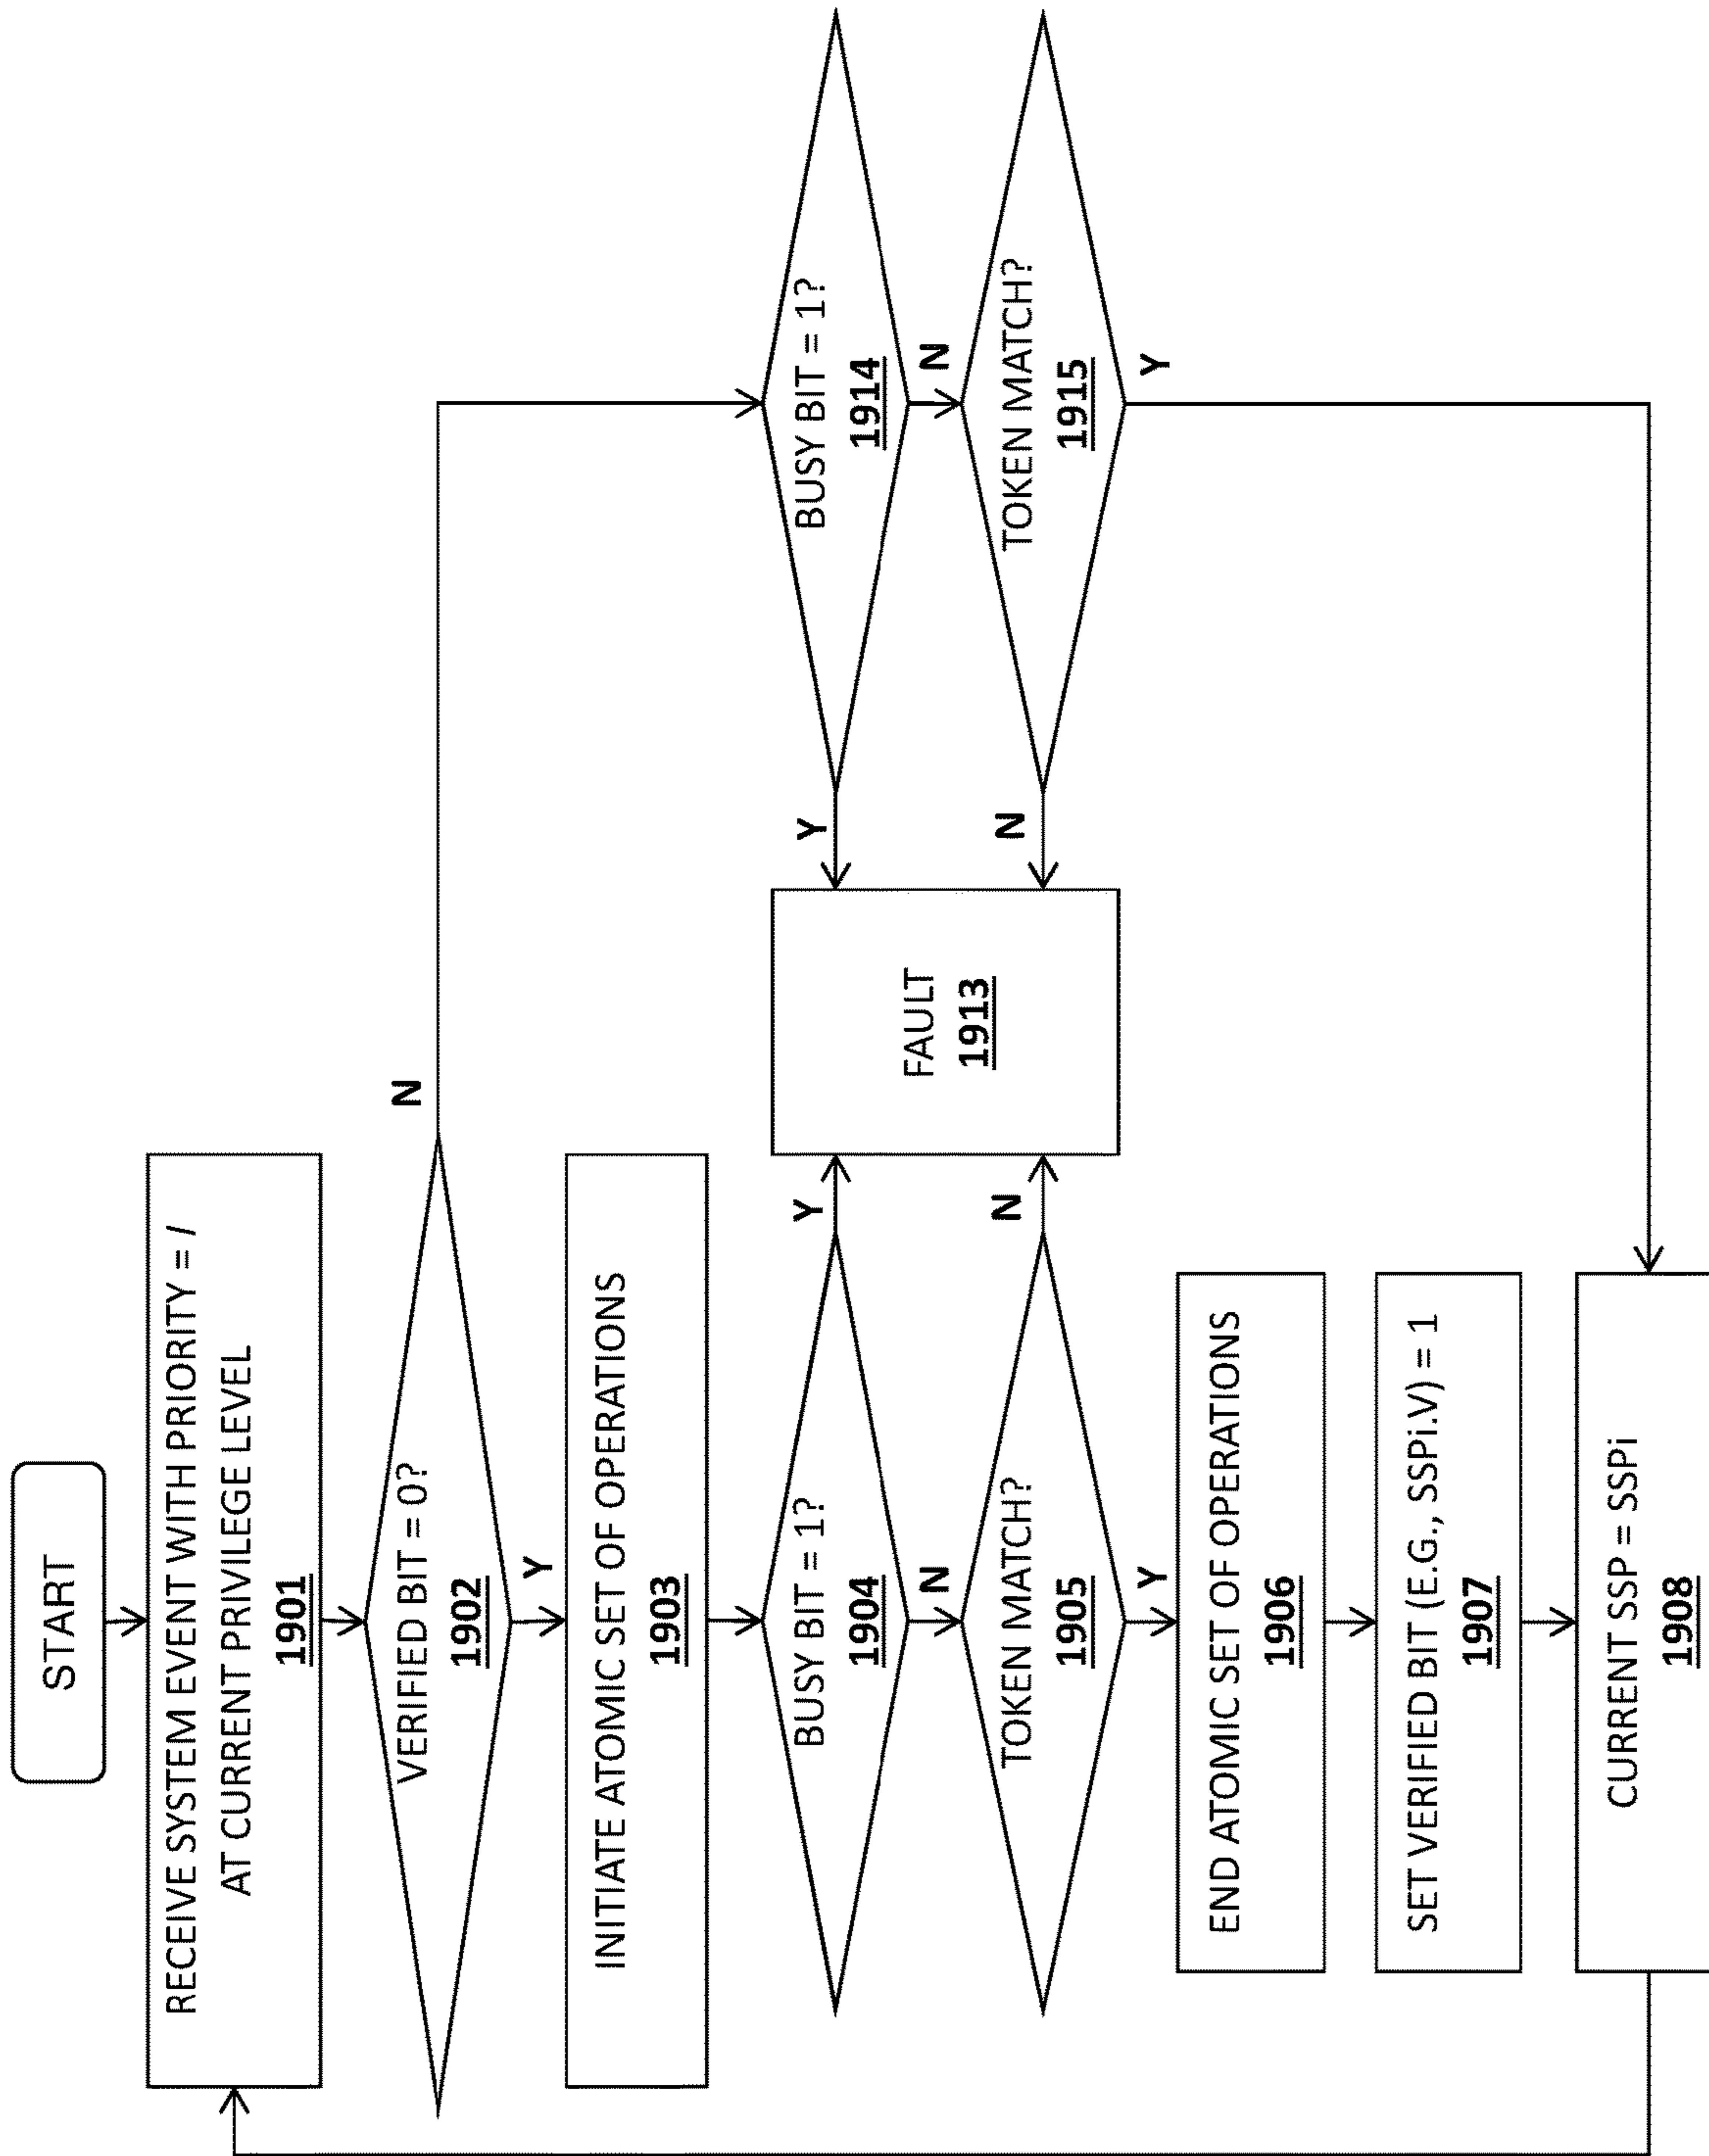 START
RECEIVE SYSTEM EVENT WITH PRIORITY = I
AT CURRENT PRIVILEGE LEVEL
1901
VERIFIED BIT = 0?
1902
N
Y
INITIATE ATOMIC SET OF OPERATIONS
1903
BUSY BIT = 1?
1904
Y
N
TOKEN MATCH?
1905
N
Y
END ATOMIC SET OF OPERATIONS
1906
SET VERIFIED BIT (E.G., SSPi.V) = 1
1907
CURRENT SSP = SSPi
1908
FAULT
1913
BUSY BIT = 1?
1914
Y
N
TOKEN MATCH?
1915
N
Y